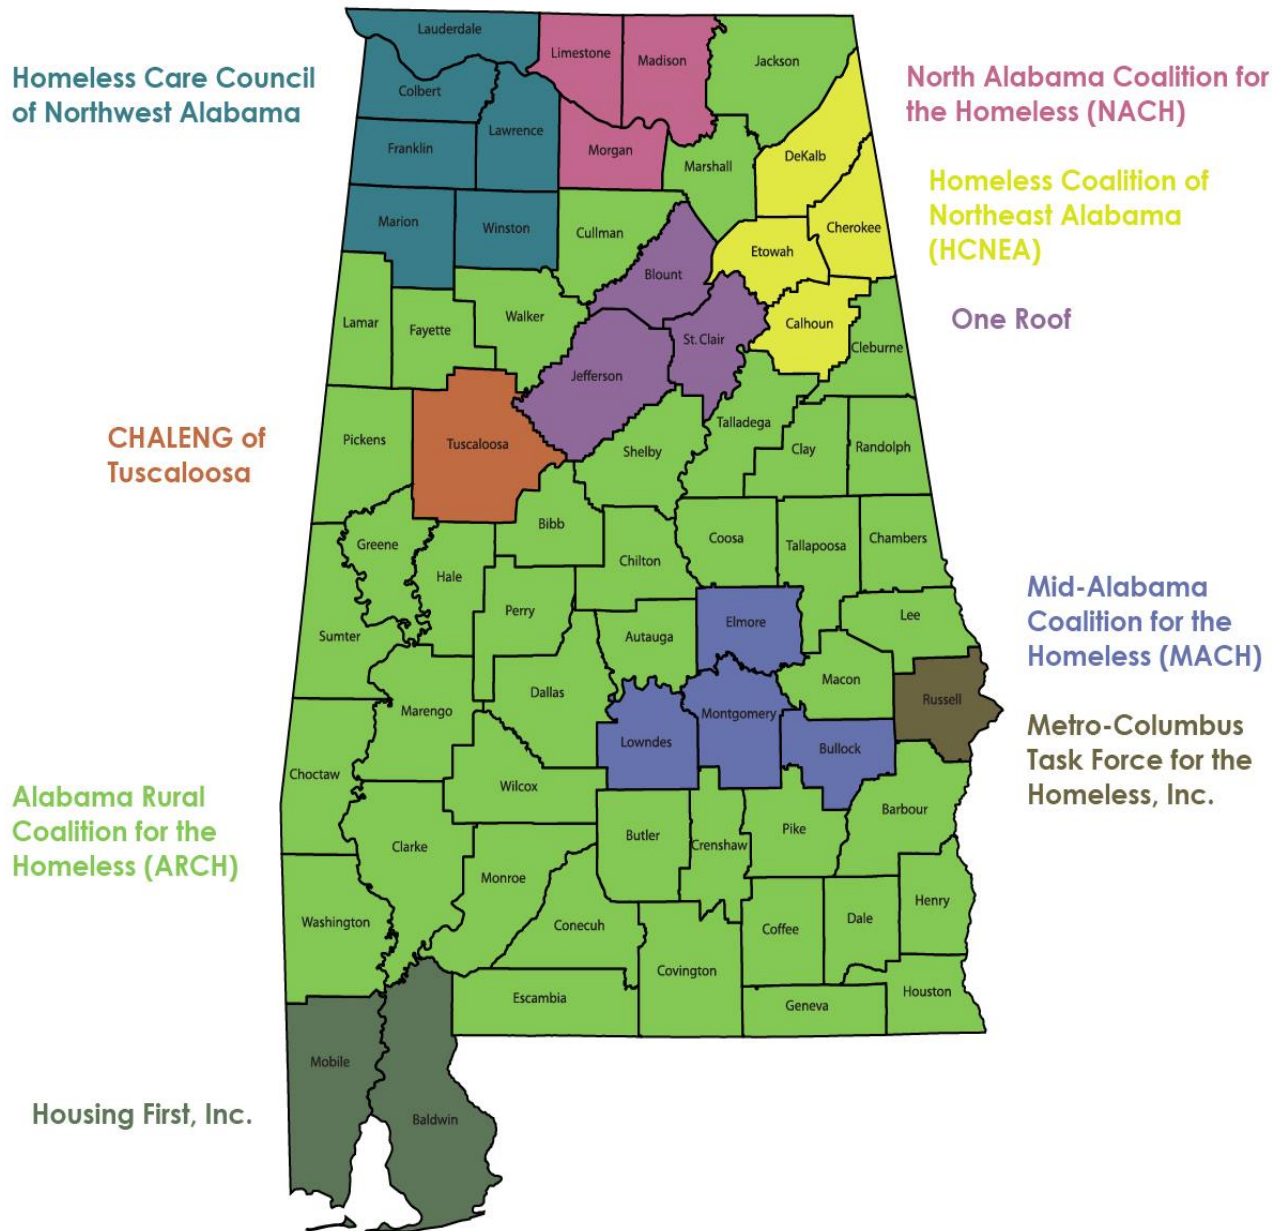 Lauderdale
Limestone
Madison
Jackson
Homeless Care Council
of Northwest Alabama
North Alabama Coalition for
the Homeless (NACH)
Colbert
Lawrence
Franklin
Morgan
Marshall
DeKalb
Homeless Coalition of
Northeast Alabama
(HCNEA)
Marion
Winston
Cullman
Cherokee
Etowah
Blount
One Roof
Lamar
Fayette
Walker
St. Clair
Calhoun
Cleburne
Jefferson
CHALENG of
Tuscaloosa
Pickens
Tuscaloosa
Shelby
Talladega
Clay
Randolph
Greene
Bibb
Coosa
Tallapoosa
Chambers
Hale
Chilton
Mid-Alabama
Coalition for the
Homeless (MACH)
Sumter
Perry
Autauga
Elmore
Lee
Macon
Marengo
Dallas
Montgomery
Russell
Metro-Columbus
Task Force for the
Homeless, Inc.
Lowndes
Bullock
Choctaw
Wilcox
Alabama Rural
Coalition for the
Homeless (ARCH)
Clarke
Butler
Crenshaw
Pike
Barbour
Monroe
Washington
Conecuh
Coffee
Dale
Henry
Covington
Escambia
Geneva
Houston
Mobile
Housing First, Inc.
Baldwin